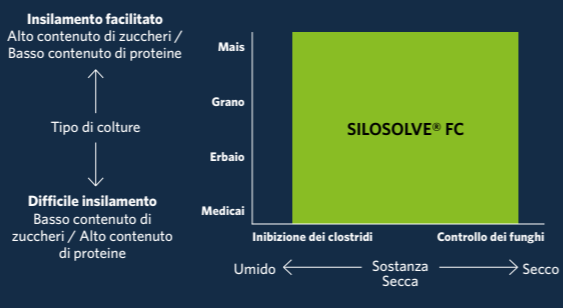 Insilamento facilitato
Alto contenuto di zuccheri /
Basso contenuto di proteine
Tipo di colture
Difficile insilamento
Basso contenuto di
zuccheri / Alto contenuto
di proteine
Mais
Grano
Erbaio
Medicai
SILOSOLVE® FC
Inibizione dei clostridi
Controllo dei funghi
Umido
Sostanza
Secca
Secco